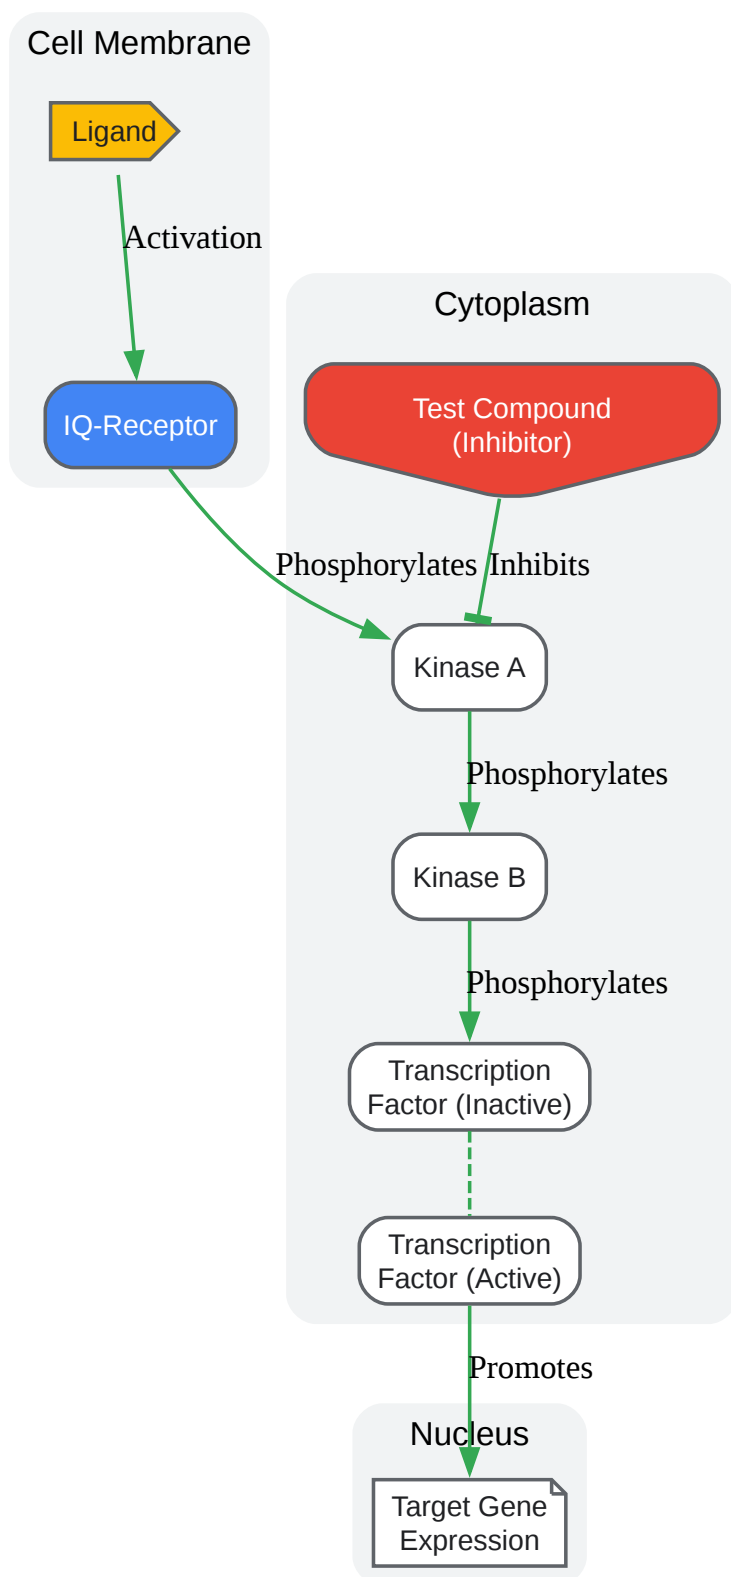 Cell Membrane
Ligand
Activation
IQ-Receptor
Cytoplasm
Test Compound
(Inhibitor)
Phosphorylates
Inhibits
Kinase A
Phosphorylates
Kinase B
Phosphorylates
Transcription
Factor (Inactive)
Transcription
Factor (Active)
Promotes
Nucleus
Target Gene
Expression